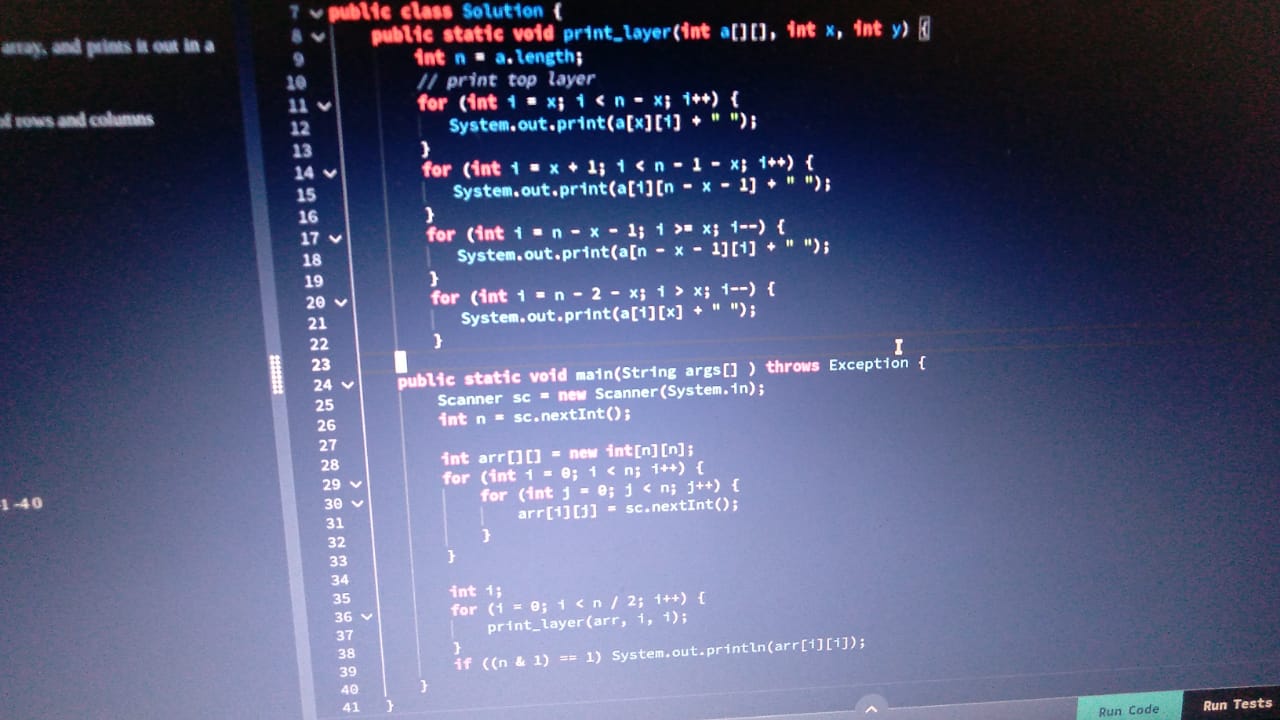 array, and prints it out in a
of rows and columns
1 -4 0
7 public class Solution {
8 public static void print_layer(int a[][], int x, int y) {
9 int n = a.length;
10 // print top layer
11 for (int i = x; i < n - x; i++) {
12 System.out.print(a[x][i] + " ");
13 }
14 for (int i = x + 1; i < n - 1 - x; i++) {
15 System.out.print(a[i][n - x - 1] + " ");
16 }
17 for (int i = n - x - 1; i >= x; i--) {
18 System.out.print(a[n - x - 1][i] + " ");
19 }
20 for (int i = n - 2 - x; i > x; i--) {
21 System.out.print(a[i][x] + " ");
22 }
23
24 public static void main(String args[] ) throws Exception {
25 Scanner sc = new Scanner(System.in);
26 int n = sc.nextInt();
27
28 int arr[][] = new int[n][n];
29 for (int i = 0; i < n; i++) {
30 for (int j = 0; j < n; j++) {
31 arr[i][j] = sc.nextInt();
32 }
33 }
34
35 int i;
36 for (i = 0; i < n / 2; i++) {
37 print_layer(arr, i, i);
38 }
39 if ((n & 1) == 1) System.out.println(arr[i][i]);
40 }
41 }
Run Code
Run Tests